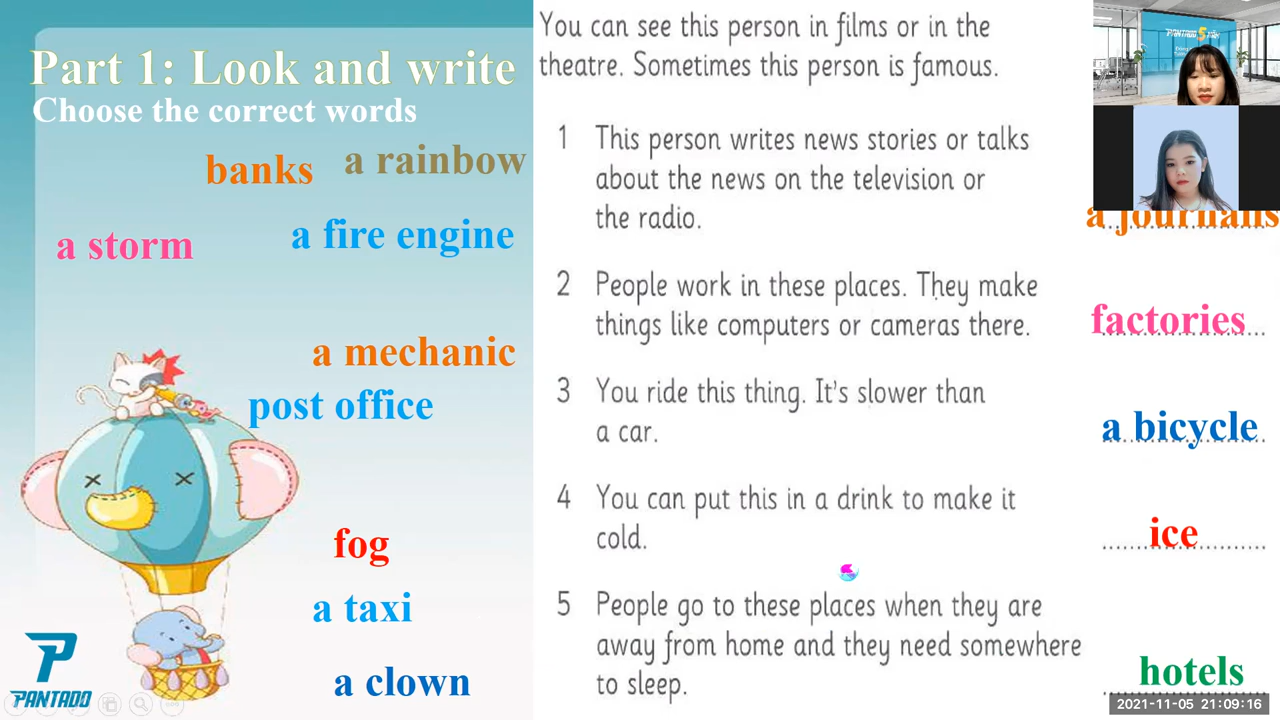 Part 1: Look and write
Choose the correct words
banks
a rainbow
a storm
a fire engine
a mechanic
post office
fog
a taxi
a clown
PANTADO
You can see this person in films or in the
theatre. Sometimes this person is famous.
1 This person writes news stories or talks
about the news on the television or
the radio.
a journalis
2 People work in these places. They make
things like computers or cameras there.
factories
3 You ride this thing. It's slower than
a car.
a bicycle
4 You can put this in a drink to make it
cold.
ice
5 People go to these places when they are
away from home and they need somewhere
to sleep.
hotels
2021-11-05 21:09:16